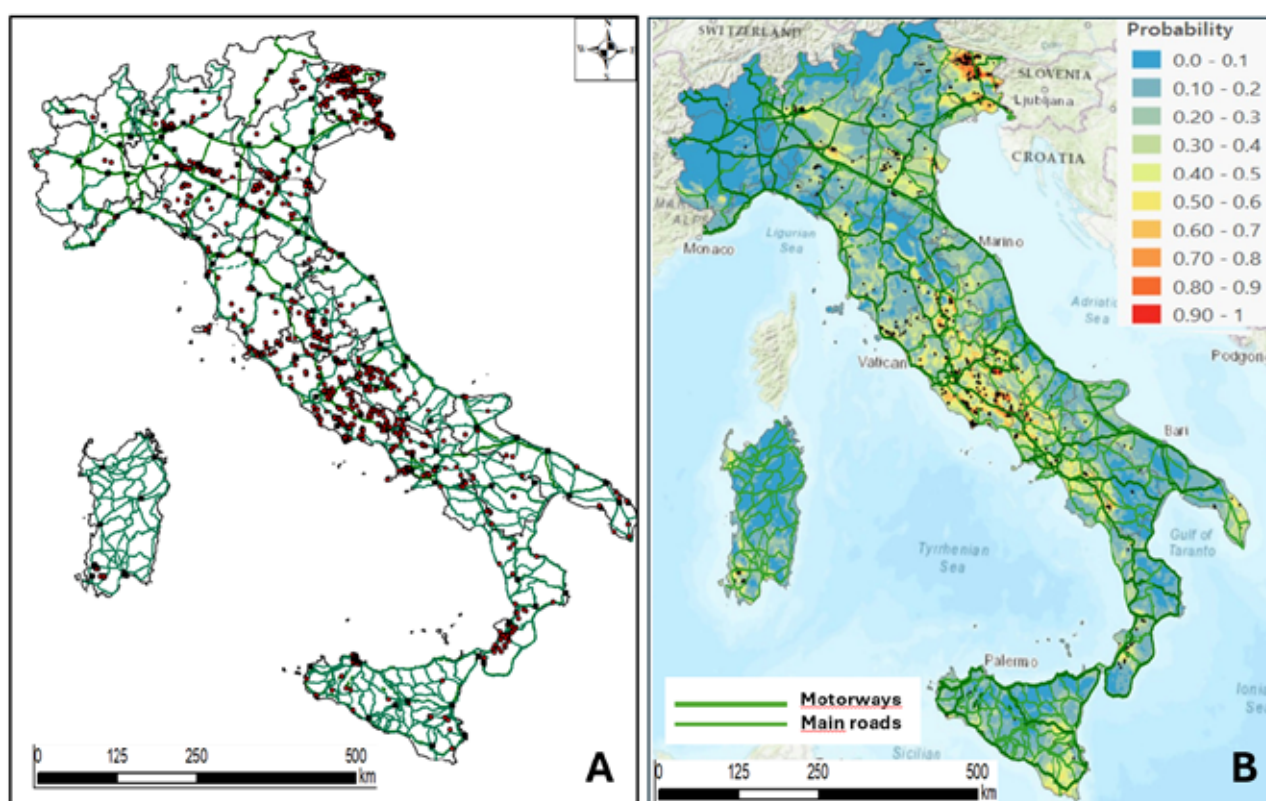 N
W
E
S
0
125
250
500
km
A
SWITZERLAND
SLOVENIA
Ljubljana
CROATIA
Monaco
Ligurian
Sea
Marino
Adriatic
Sea
Podgori
Vatican
Bari
Tyrrhenian
Sea
Gulf of
Taranto
Palermo
Sicilian
Probability
0.0 - 0.1
0.10 - 0.2
0.20 - 0.3
0.30 - 0.4
0.40 - 0.5
0.50 - 0.6
0.60 - 0.7
0.70 - 0.8
0.80 - 0.9
0.90 - 1
Motorways
Main roads
0
125
250
500
km
B